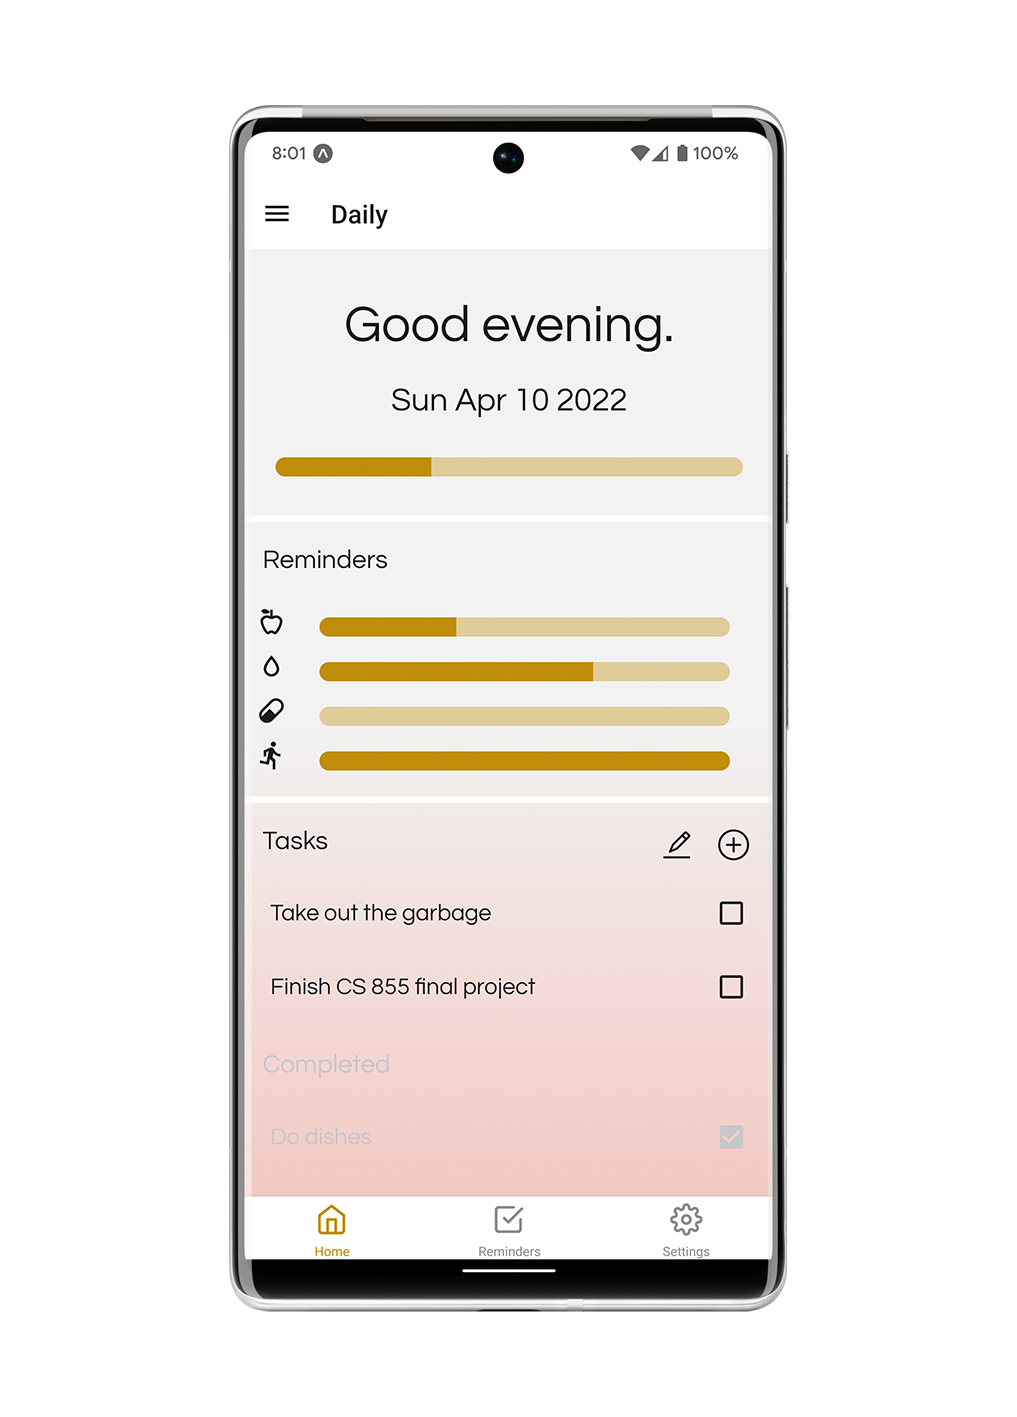 8:01 100%
Daily
Good evening.
Sun Apr 10 2022
Reminders
Tasks
Take out the garbage
Finish CS 855 final project
Completed
Do dishes
Home Reminders Settings